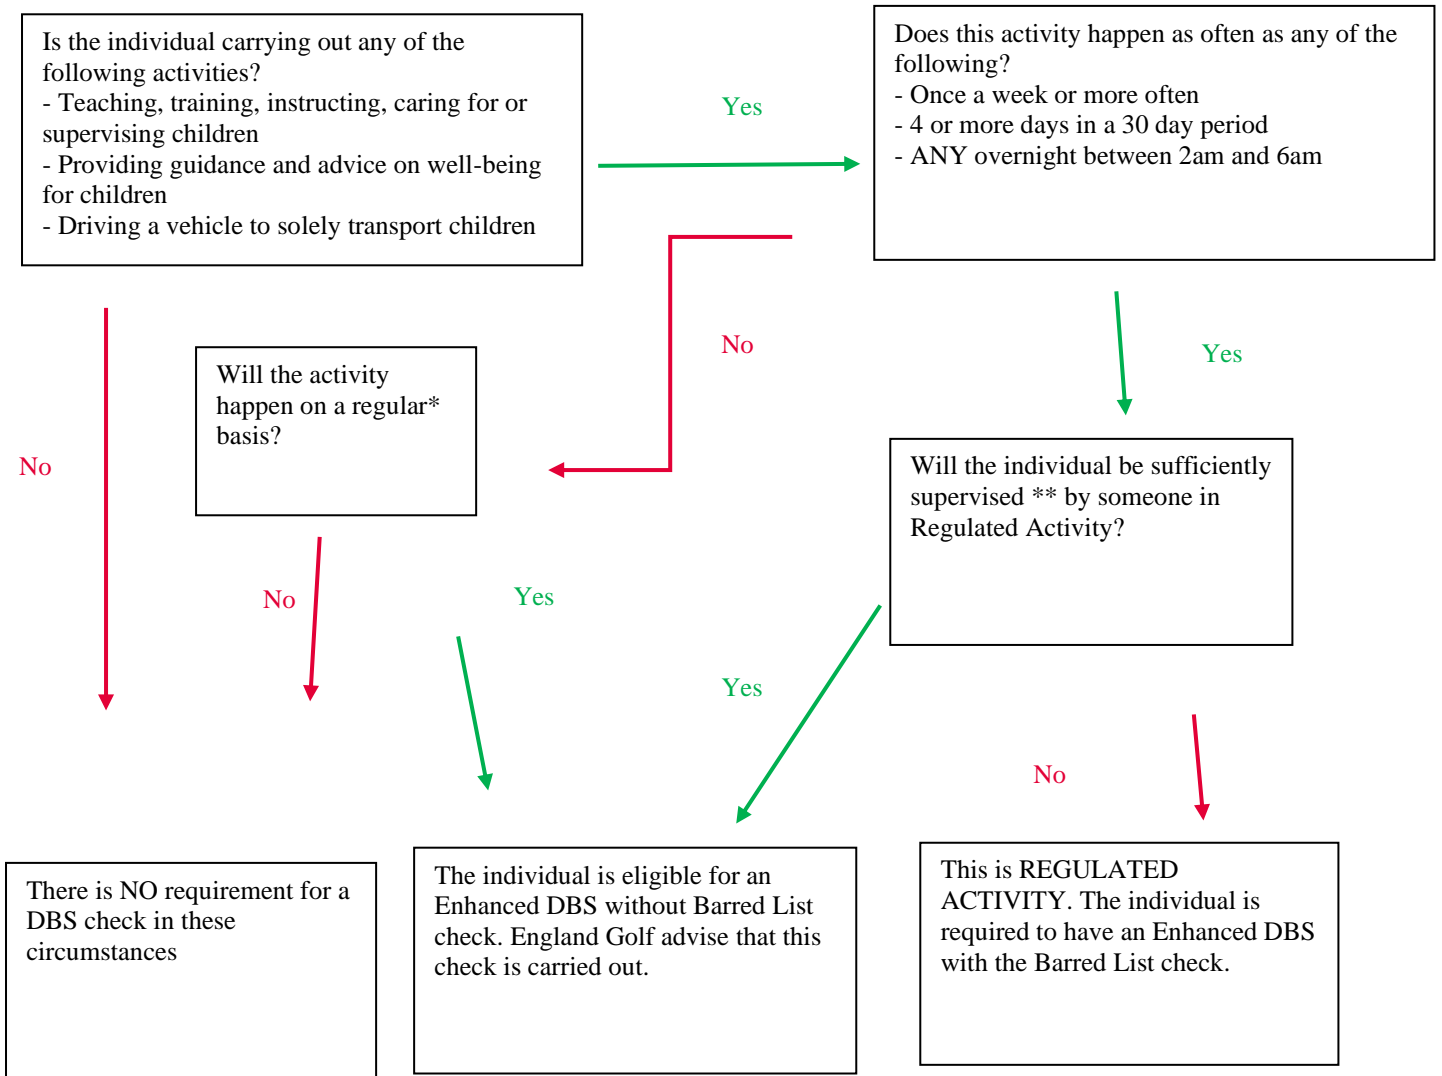 Is the individual carrying out any of the
following activities?
- Teaching, training, instructing, caring for or
supervising children
- Providing guidance and advice on well-being
for children
- Driving a vehicle to solely transport children
Yes
Does this activity happen as often as any of the
following?
- Once a week or more often
- 4 or more days in a 30 day period
- ANY overnight between 2am and 6am
No
Yes
Will the activity
happen on a regular*
basis?
No
Will the individual be sufficiently
supervised ** by someone in
Regulated Activity?
No
Yes
Yes
No
There is NO requirement for a
DBS check in these
circumstances
The individual is eligible for an
Enhanced DBS without Barred List
check. England Golf advise that this
check is carried out.
This is REGULATED
ACTIVITY. The individual is
required to have an Enhanced DBS
with the Barred List check.